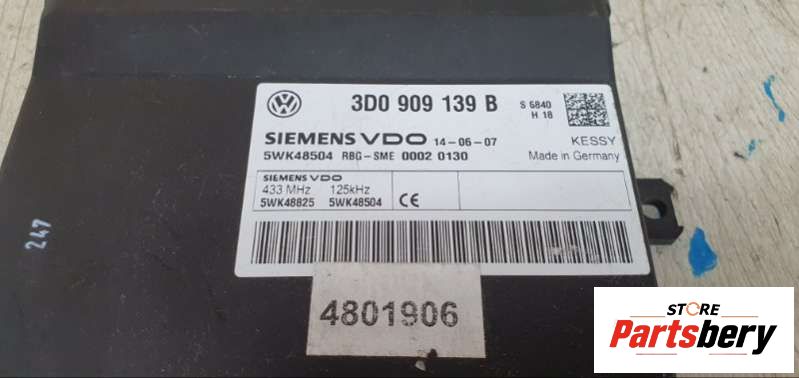 3D0 909 139 B
S 6840
H 18
SIEMENS VDO 14-06-07
KESSY
5WK48504 RBG-SME 0002 0130
Made in Germany
SIEMENS VDO
433 MHz 125kHz
5WK48825 5WK48504 CE
247
4801906
STORE
Partsbery